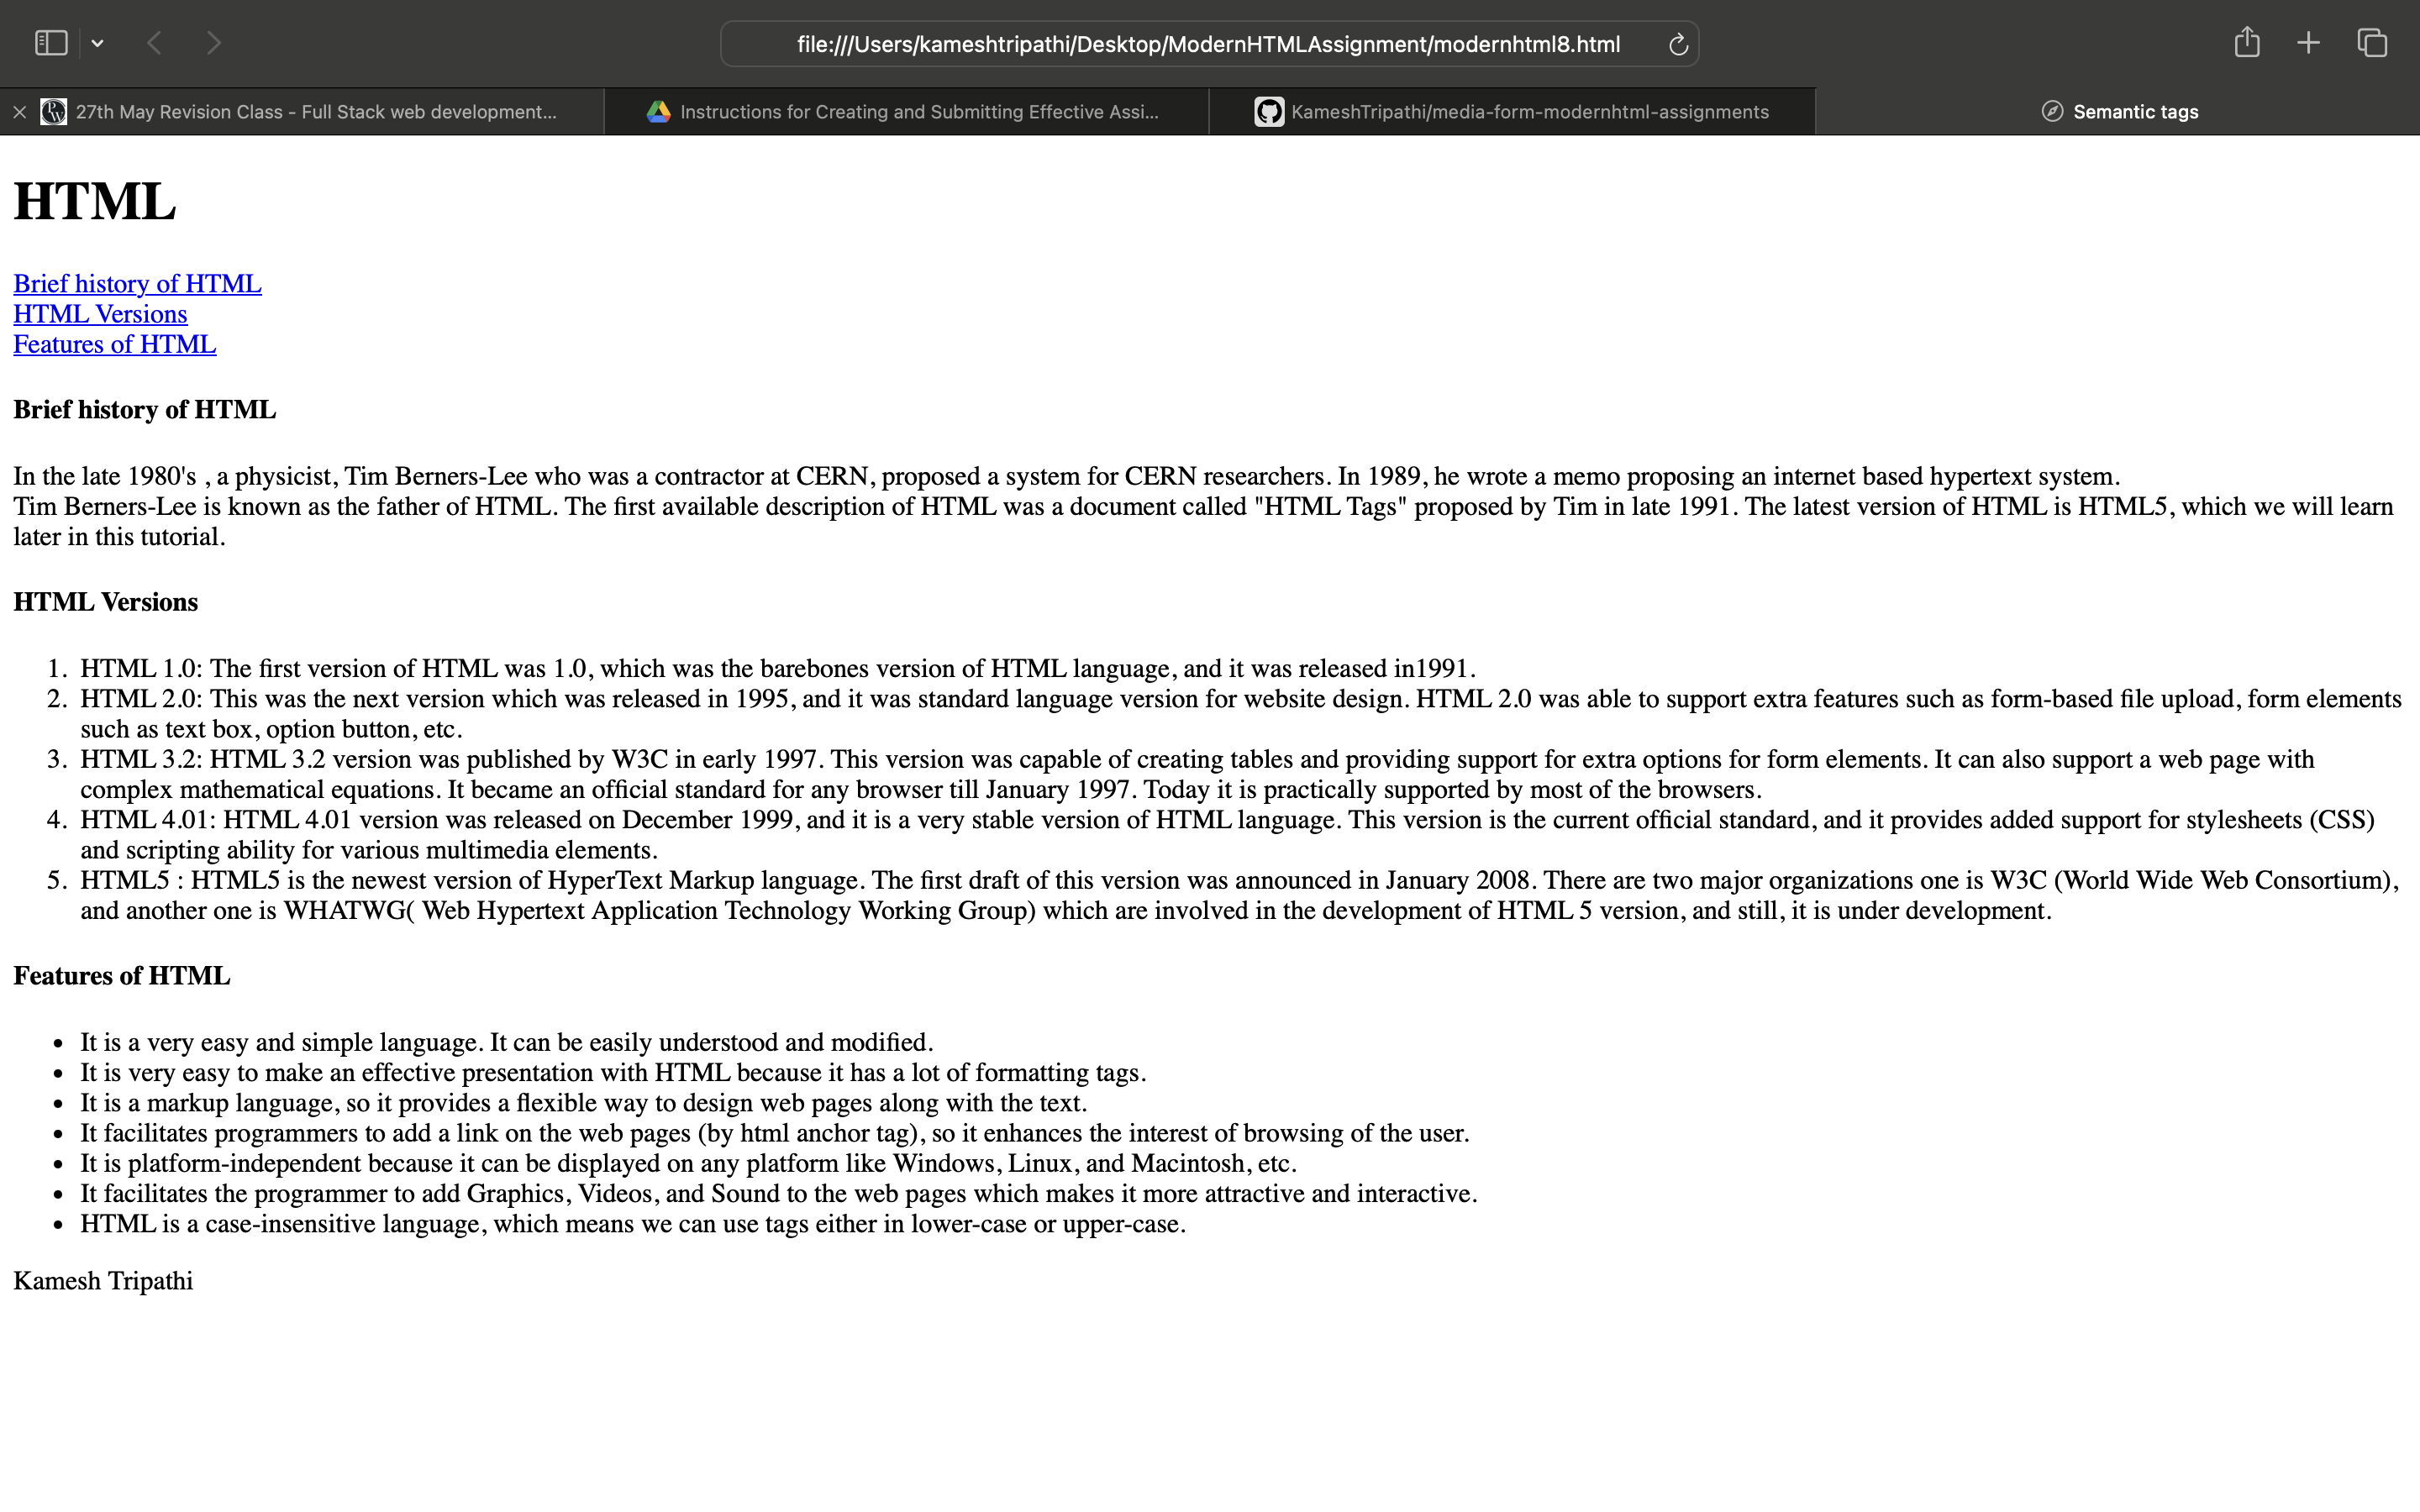 file:///Users/kameshtripathi/Desktop/ModernHTMLAssignment/modernhtml8.html
27th May Revision Class - Full Stack web development...
Instructions for Creating and Submitting Effective Assi...
KameshTripathi/media-form-modernhtml-assignments
Semantic tags
HTML
Brief history of HTML
HTML Versions
Features of HTML
Brief history of HTML
In the late 1980's , a physicist, Tim Berners-Lee who was a contractor at CERN, proposed a system for CERN researchers. In 1989, he wrote a memo proposing an internet based hypertext system.
Tim Berners-Lee is known as the father of HTML. The first available description of HTML was a document called "HTML Tags" proposed by Tim in late 1991. The latest version of HTML is HTML5, which we will learn
later in this tutorial.
HTML Versions
1. HTML 1.0: The first version of HTML was 1.0, which was the barebones version of HTML language, and it was released in1991.
2. HTML 2.0: This was the next version which was released in 1995, and it was standard language version for website design. HTML 2.0 was able to support extra features such as form-based file upload, form elements
such as text box, option button, etc.
3. HTML 3.2: HTML 3.2 version was published by W3C in early 1997. This version was capable of creating tables and providing support for extra options for form elements. It can also support a web page with
complex mathematical equations. It became an official standard for any browser till January 1997. Today it is practically supported by most of the browsers.
4. HTML 4.01: HTML 4.01 version was released on December 1999, and it is a very stable version of HTML language. This version is the current official standard, and it provides added support for stylesheets (CSS)
and scripting ability for various multimedia elements.
5. HTML5 : HTML5 is the newest version of HyperText Markup language. The first draft of this version was announced in January 2008. There are two major organizations one is W3C (World Wide Web Consortium),
and another one is WHATWG( Web Hypertext Application Technology Working Group) which are involved in the development of HTML 5 version, and still, it is under development.
Features of HTML
• It is a very easy and simple language. It can be easily understood and modified.
• It is very easy to make an effective presentation with HTML because it has a lot of formatting tags.
• It is a markup language, so it provides a flexible way to design web pages along with the text.
• It facilitates programmers to add a link on the web pages (by html anchor tag), so it enhances the interest of browsing of the user.
• It is platform-independent because it can be displayed on any platform like Windows, Linux, and Macintosh, etc.
• It facilitates the programmer to add Graphics, Videos, and Sound to the web pages which makes it more attractive and interactive.
• HTML is a case-insensitive language, which means we can use tags either in lower-case or upper-case.
Kamesh Tripathi